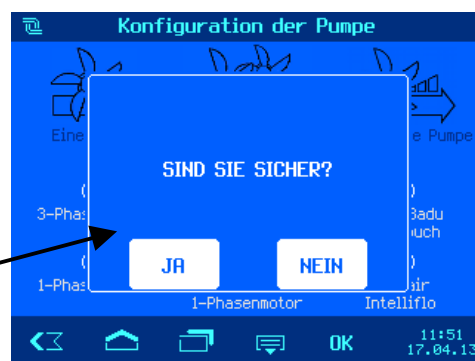 Konfiguration der Pumpe
Eine
e Pumpe
SIND SIE SICHER?
3-Phas
Badu
ouch
JA
NEIN
1-Phas
air
1-Phasenmotor
Intelliflo
OK
11:51
17.04.13